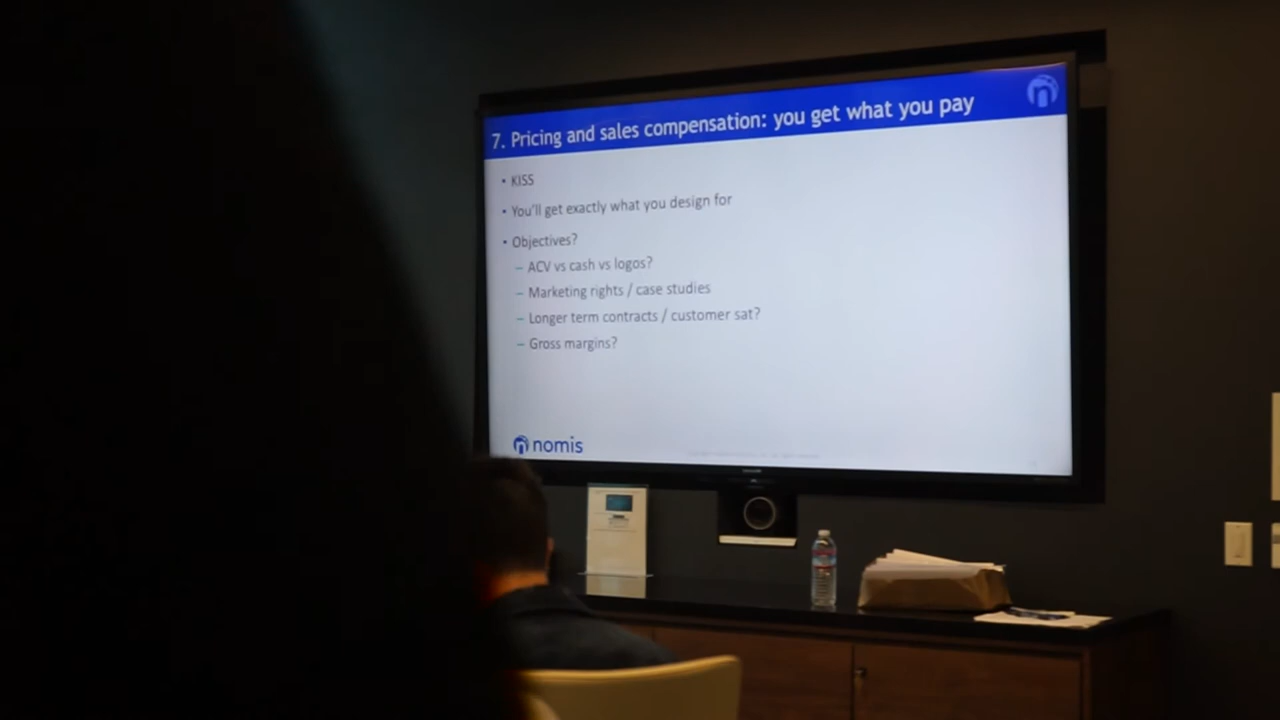 7. Pricing and sales compensation: you get what you pay
• KISS
• You'll get exactly what you design for
• Objectives?
– ACV vs cash vs logos?
– Marketing rights / case studies
– Longer term contracts / customer sat?
– Gross margins?
nomis